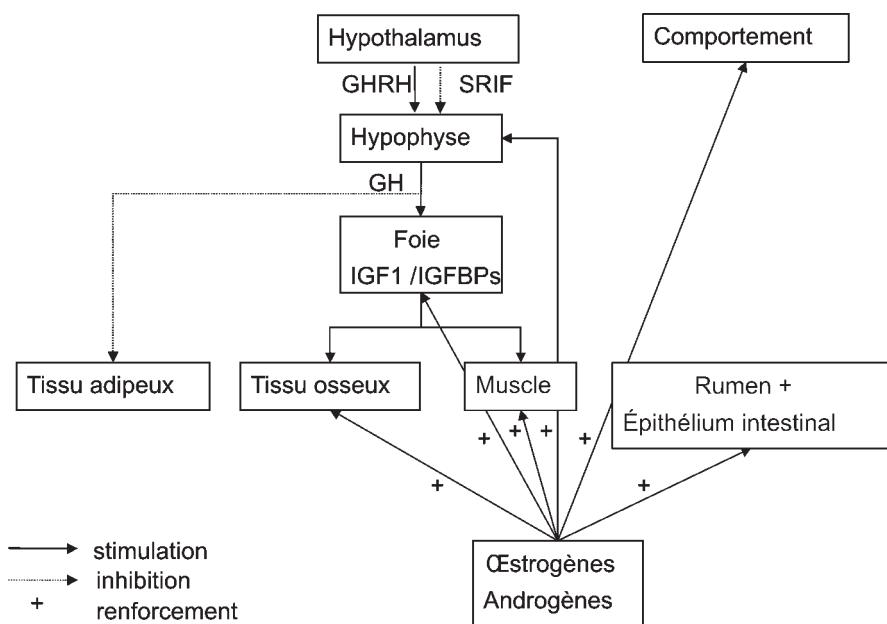 Hypothalamus
Comportement
GHRH
SRIF
Hypophyse
GH
Foie
IGF1 /IGFBPs
Tissu adipeux
Tissu osseux
Muscle
Rumen +
Épithélium intestinal
+ + + +
+ +
Œstrogènes
Androgènes
stimulation
inhibition
+ renforcement